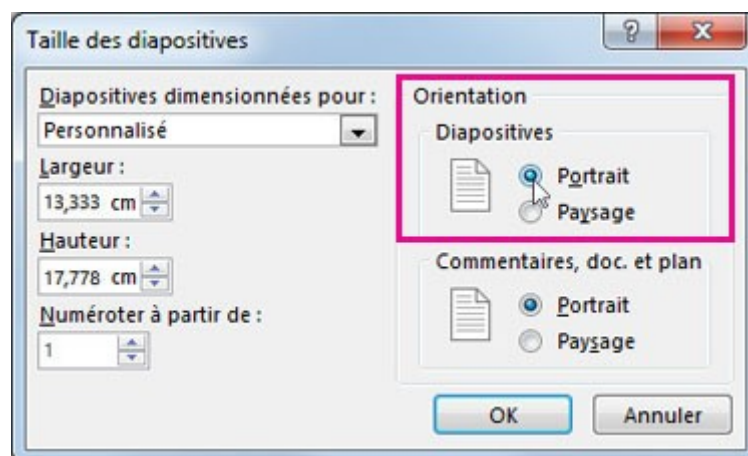 Taille des diapositives
Diapositives dimensionnées pour :
Personnalisé
Largeur :
13,333 cm
Hauteur :
17,778 cm
Numéroter à partir de :
1
Orientation
Diapositives
Portrait
Paysage
Commentaires, doc. et plan
Portrait
Paysage
OK
Annuler